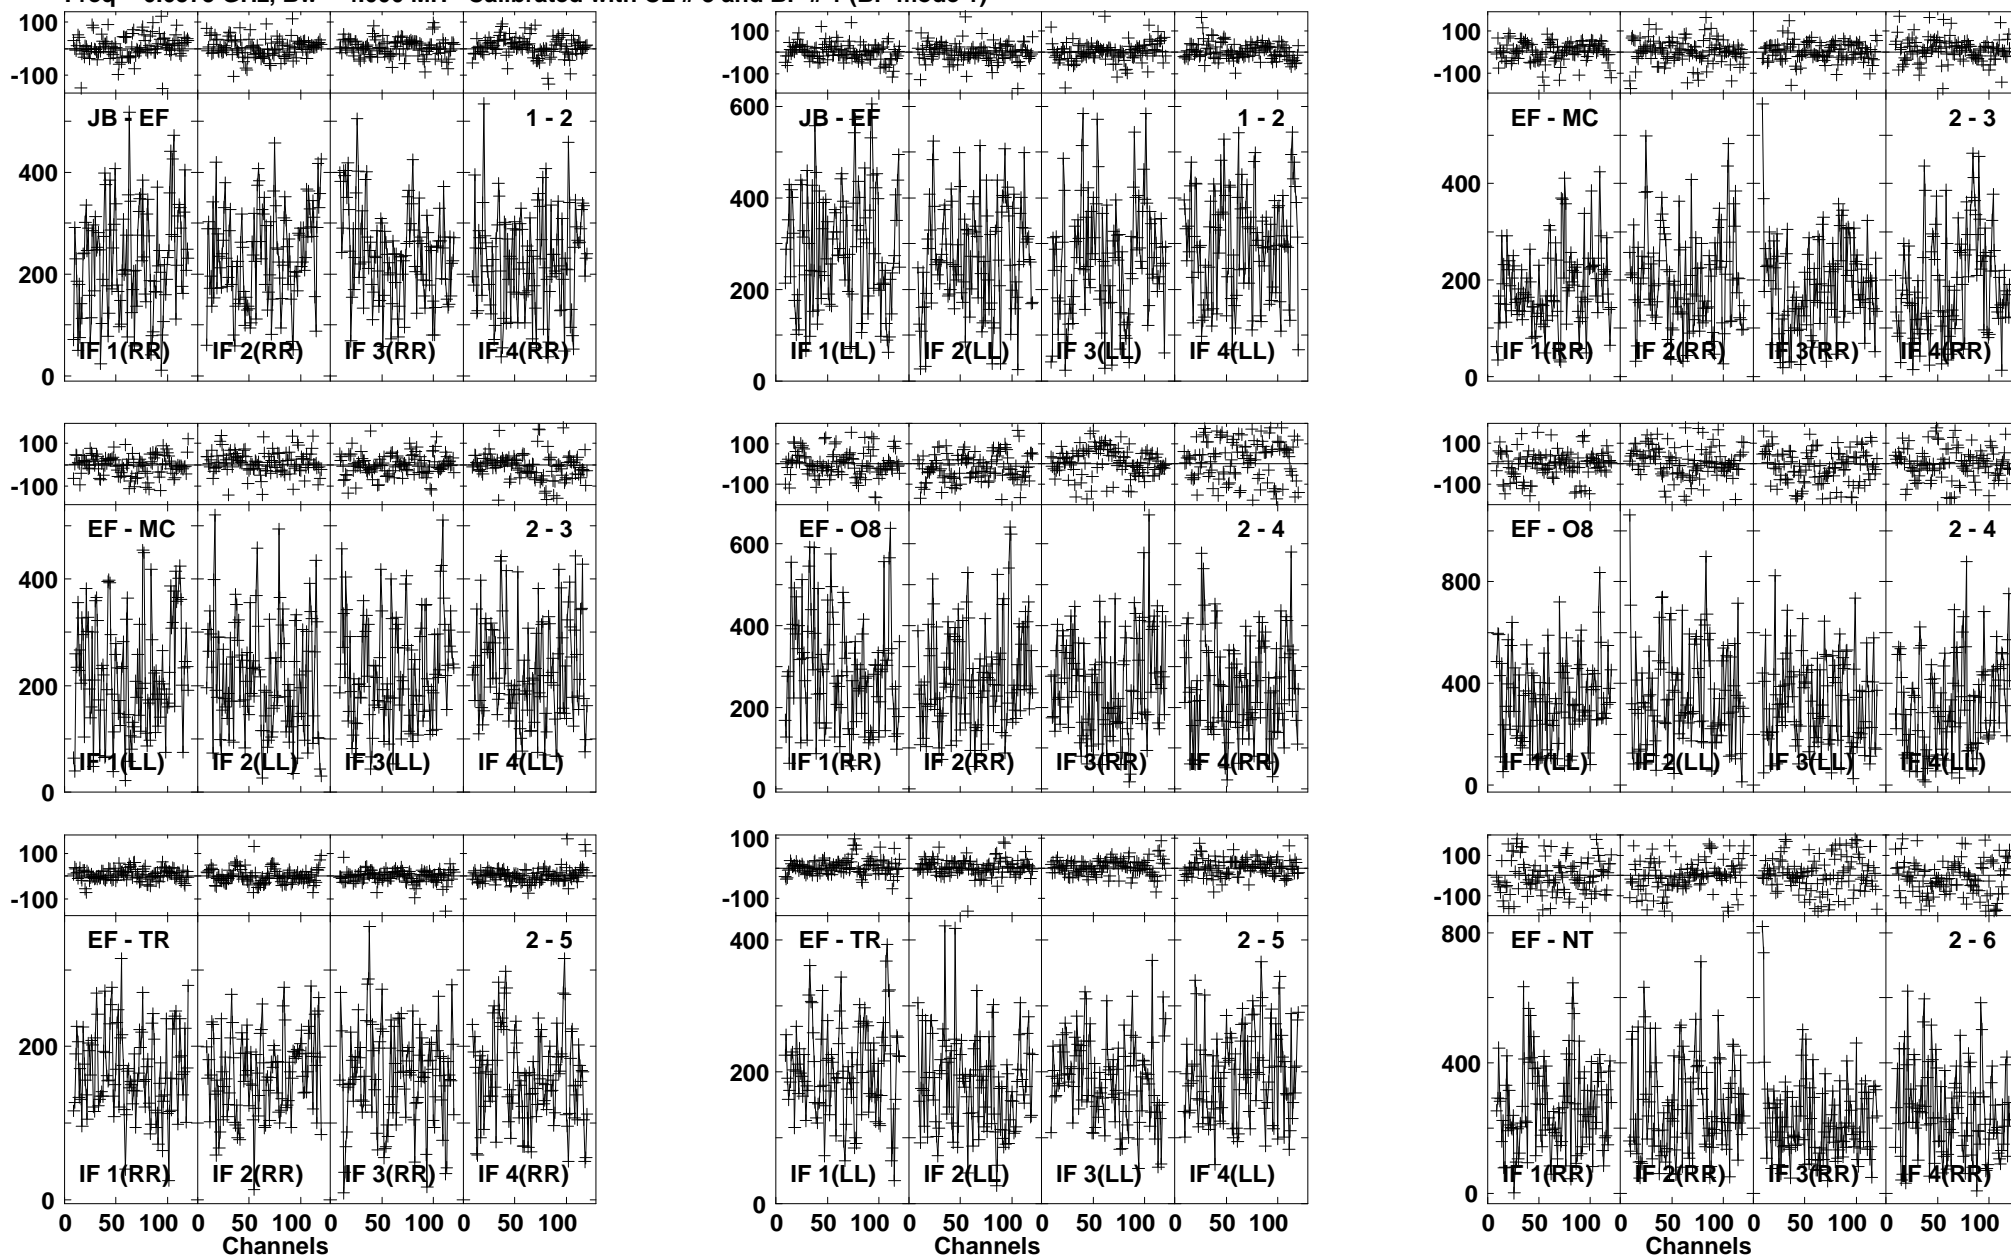 100 100 100
-100 -100 -100
JB - EF 1 - 2 JB - EF 1 - 2 EF - MC 2 - 3
600
400 400 400
200 200 200
IF 1(RR) IF 2(RR) IF 3(RR) IF 4(RR) IF 1(LL) IF 2(LL) IF 3(LL) IF 4(LL) IF 1(RR) IF 2(RR) IF 3(RR) IF 4(RR)
0 0 0
100 100 100
-100 -100 -100
EF - MC 2 - 3 EF - O8 2 - 4 EF - O8 2 - 4
400 600 800
200 400 400
200
IF 1(LL) IF 2(LL) IF 3(LL) IF 4(LL) IF 1(RR) IF 2(RR) IF 3(RR) IF 4(RR) IF 1(LL) IF 2(LL) IF 3(LL) IF 4(LL)
0 0 0
100 100 100
-100 -100 -100
EF - TR 2 - 5 EF - TR 2 - 5 EF - NT 2 - 6
400 800
200 200 400
IF 1(RR) IF 2(RR) IF 3(RR) IF 4(RR) IF 1(LL) IF 2(LL) IF 3(LL) IF 4(LL) IF 1(RR) IF 2(RR) IF 3(RR) IF 4(RR)
0 0 0
0 50 100 0 50 100 0 50 100 0 50 100 0 50 100 0 50 100 0 50 100 0 50 100 0 50 100 0 50 100 0 50 100 0 50 100
Channels Channels